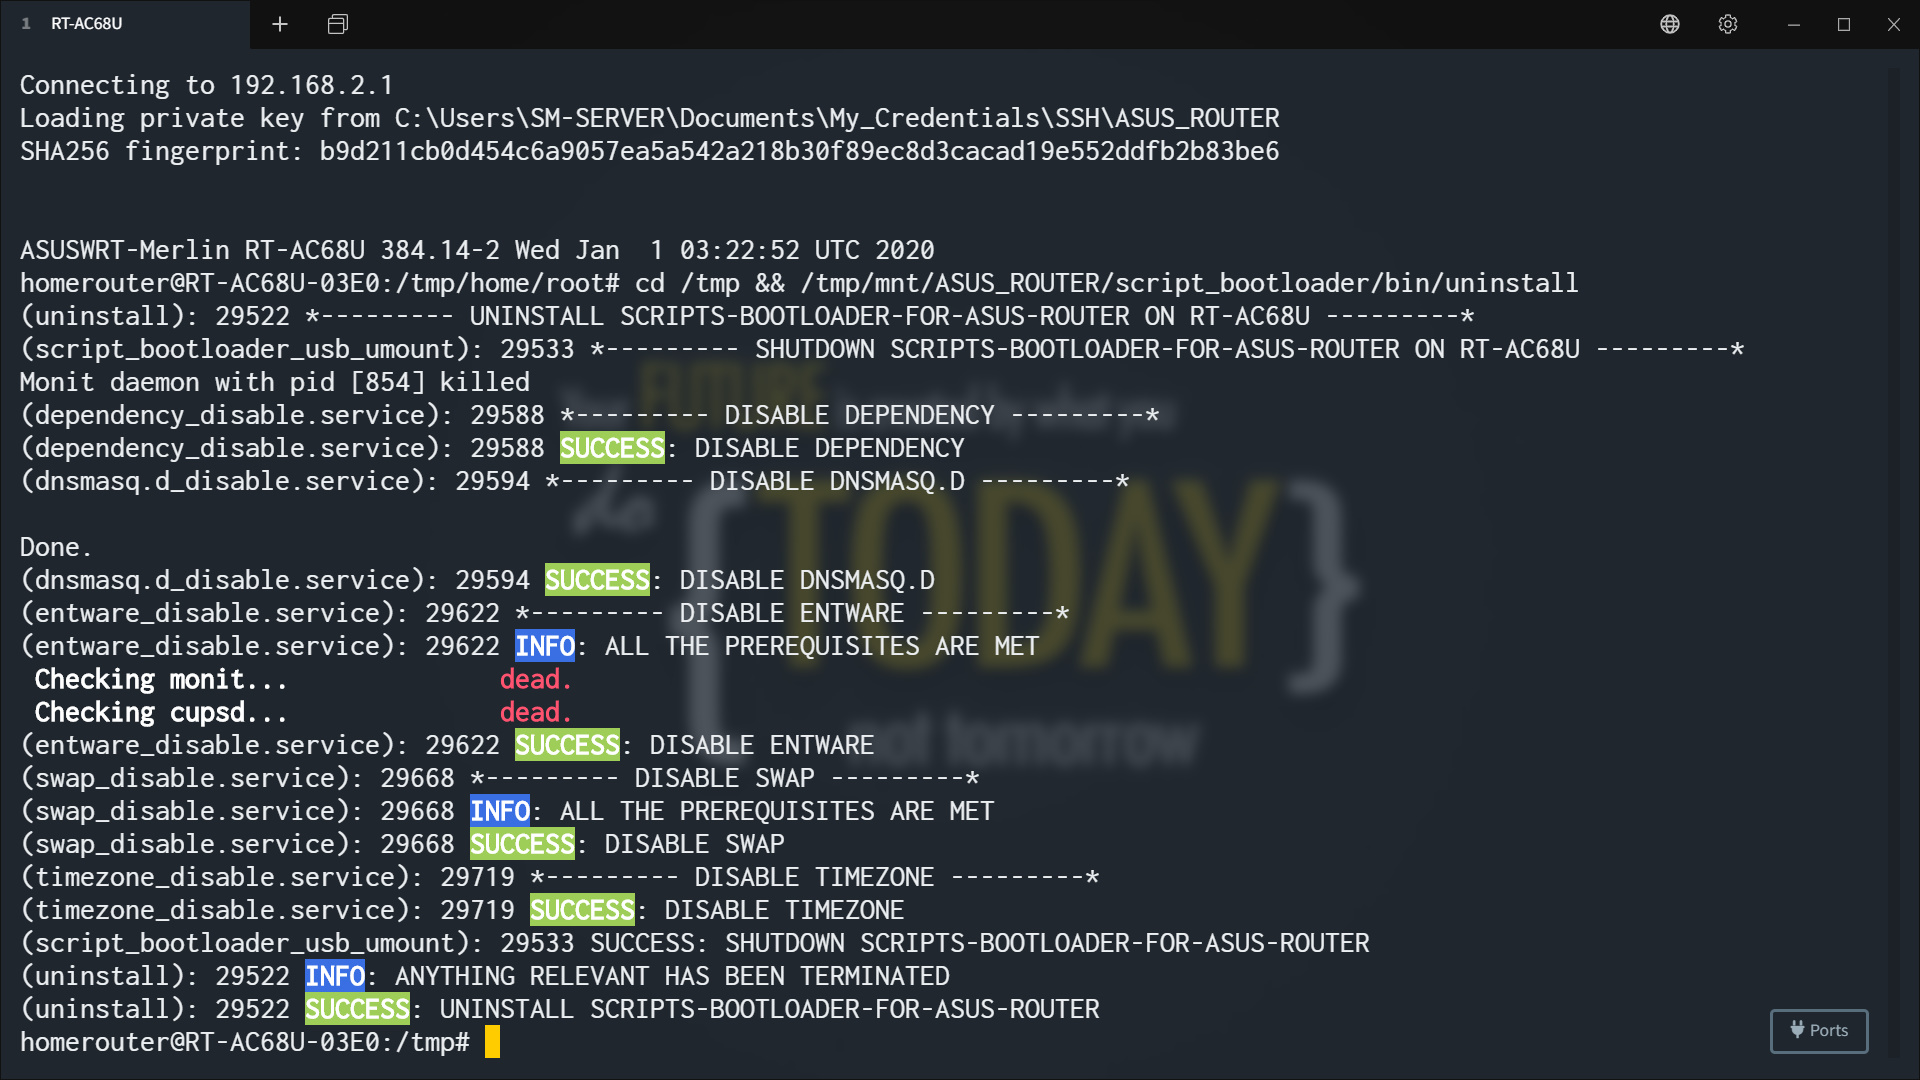 1 RT-AC68U
Connecting to 192.168.2.1
Loading private key from C:\Users\SM-SERVER\Documents\My_Credentials\SSH\ASUS_ROUTER
SHA256 fingerprint: b9d211cb0d454c6a9057ea5a542a218b30f89ec8d3cacad19e552ddfb2b83be6
ASUSWRT-Merlin RT-AC68U 384.14-2 Wed Jan  1 03:22:52 UTC 2020
homerouter@RT-AC68U-03E0:/tmp/home/root# cd /tmp && /tmp/mnt/ASUS_ROUTER/script_bootloader/bin/uninstall
(uninstall): 29522 *--------- UNINSTALL SCRIPTS-BOOTLOADER-FOR-ASUS-ROUTER ON RT-AC68U ---------*
(script_bootloader_usb_umount): 29533 *--------- SHUTDOWN SCRIPTS-BOOTLOADER-FOR-ASUS-ROUTER ON RT-AC68U ---------*
Monit daemon with pid [854] killed
(dependency_disable.service): 29588 *--------- DISABLE DEPENDENCY ---------*
(dependency_disable.service): 29588 SUCCESS: DISABLE DEPENDENCY
(dnsmasq.d_disable.service): 29594 *--------- DISABLE DNSMASQ.D ---------*
Done.
(dnsmasq.d_disable.service): 29594 SUCCESS: DISABLE DNSMASQ.D
(entware_disable.service): 29622 *--------- DISABLE ENTWARE ---------*
(entware_disable.service): 29622 INFO: ALL THE PREREQUISITES ARE MET
Checking monit... dead.
Checking cupsd... dead.
(entware_disable.service): 29622 SUCCESS: DISABLE ENTWARE
(swap_disable.service): 29668 *--------- DISABLE SWAP ---------*
(swap_disable.service): 29668 INFO: ALL THE PREREQUISITES ARE MET
(swap_disable.service): 29668 SUCCESS: DISABLE SWAP
(timezone_disable.service): 29719 *--------- DISABLE TIMEZONE ---------*
(timezone_disable.service): 29719 SUCCESS: DISABLE TIMEZONE
(script_bootloader_usb_umount): 29533 SUCCESS: SHUTDOWN SCRIPTS-BOOTLOADER-FOR-ASUS-ROUTER
(uninstall): 29522 INFO: ANYTHING RELEVANT HAS BEEN TERMINATED
(uninstall): 29522 SUCCESS: UNINSTALL SCRIPTS-BOOTLOADER-FOR-ASUS-ROUTER
homerouter@RT-AC68U-03E0:/tmp#
Ports
FUTURE
what you
do {TODAY}
not tomorrow